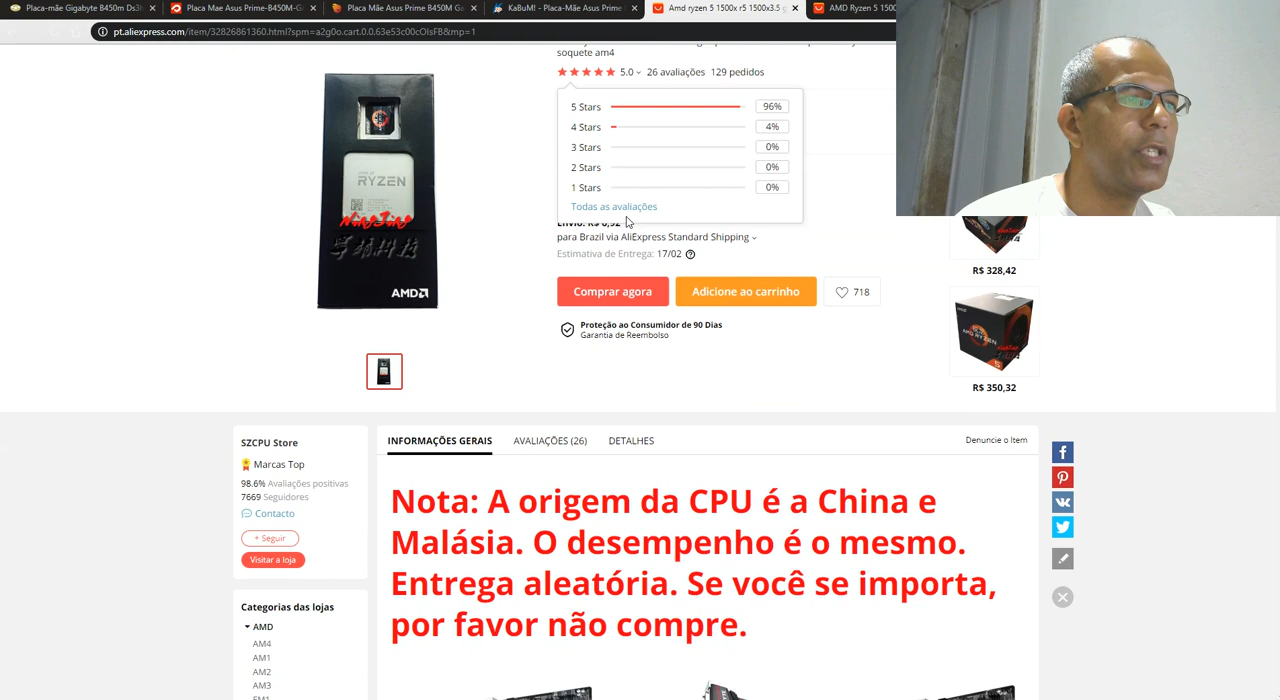 Placa-mãe Gigabyte B450m Ds3h
Placa Mae Asus Prime-B450M-G
Placa Mãe Asus Prime B450M Ga
KaBuM! - Placa-Mãe Asus Prime
Amd ryzen 5 1500x r5 1500x3.5 g
AMD Ryzen 5 1500
pt.aliexpress.com/item/32826861360.html?spm=a2g0o.cart.0.0.63e53c00cOIsFB&mp=1
soquete am4
5.0 26 avaliações 129 pedidos
5 Stars 96%
4 Stars 4%
3 Stars 0%
2 Stars 0%
1 Stars 0%
Todas as avaliações
para Brazil via AliExpress Standard Shipping
Estimativa de Entrega: 17/02
Comprar agora
Adicione ao carrinho
718
Proteção ao Consumidor de 90 Dias
Garantia de Reembolso
RYZEN
NingJing
宁靖科技
AMD
R$ 328,42
R$ 350,32
SZCPU Store
Marcas Top
98.6% Avaliações positivas
7669 Seguidores
Contacto
+ Seguir
Visitar a loja
Categorias das lojas
AMD
AM4
AM1
AM2
AM3
FM1
INFORMAÇÕES GERAIS
AVALIAÇÕES (26)
DETALHES
Denuncie o Item
Nota: A origem da CPU é a China e
Malásia. O desempenho é o mesmo.
Entrega aleatória. Se você se importa,
por favor não compre.